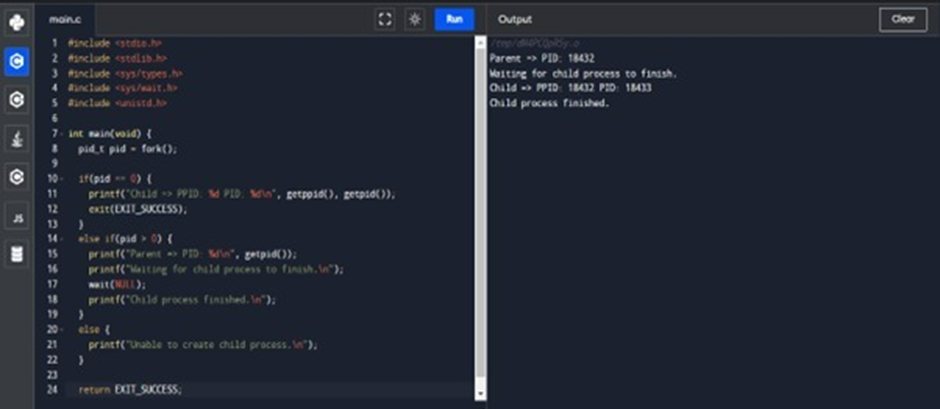 main.c
Run
1 #include <stdio.h>
2 #include <stdlib.h>
3 #include <sys/types.h>
4 #include <sys/wait.h>
5 #include <unistd.h>
6
7 int main(void) {
8 pid_t pid = fork();
9
10 if(pid == 0) {
11 printf("Child => PPID: %d PID: %d\n", getppid(), getpid());
12 exit(EXIT_SUCCESS);
13 }
14 else if(pid > 0) {
15 printf("Parent => PID: %d\n", getpid());
16 printf("Waiting for child process to finish.\n");
17 wait(NULL);
18 printf("Child process finished.\n");
19 }
20 else {
21 printf("Unable to create child process.\n");
22 }
23
24 return EXIT_SUCCESS;
JS
Output
Clear
Parent => PID: 18432
Waiting for child process to finish.
Child => PPID: 18432 PID: 18433
Child process finished.